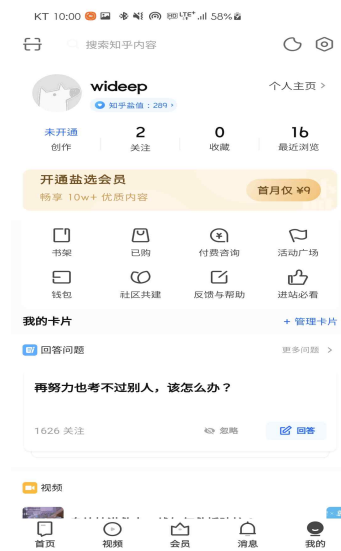 KT 10:00
58%
搜索知乎内容
wideep
个人主页 >
知乎盐值：289
未开通
2
0
16
创作
关注
收藏
最近浏览
开通盐选会员
畅享 10w+ 优质内容
首月仅 ¥9
书架
已购
付费咨询
活动广场
钱包
社区共建
反馈与帮助
进站必看
我的卡片
+ 管理卡片
回答问题
更多问题 >
再努力也考不过别人，该怎么办？
1626 关注
忽略
回答
视频
首页
视频
会员
消息
我的